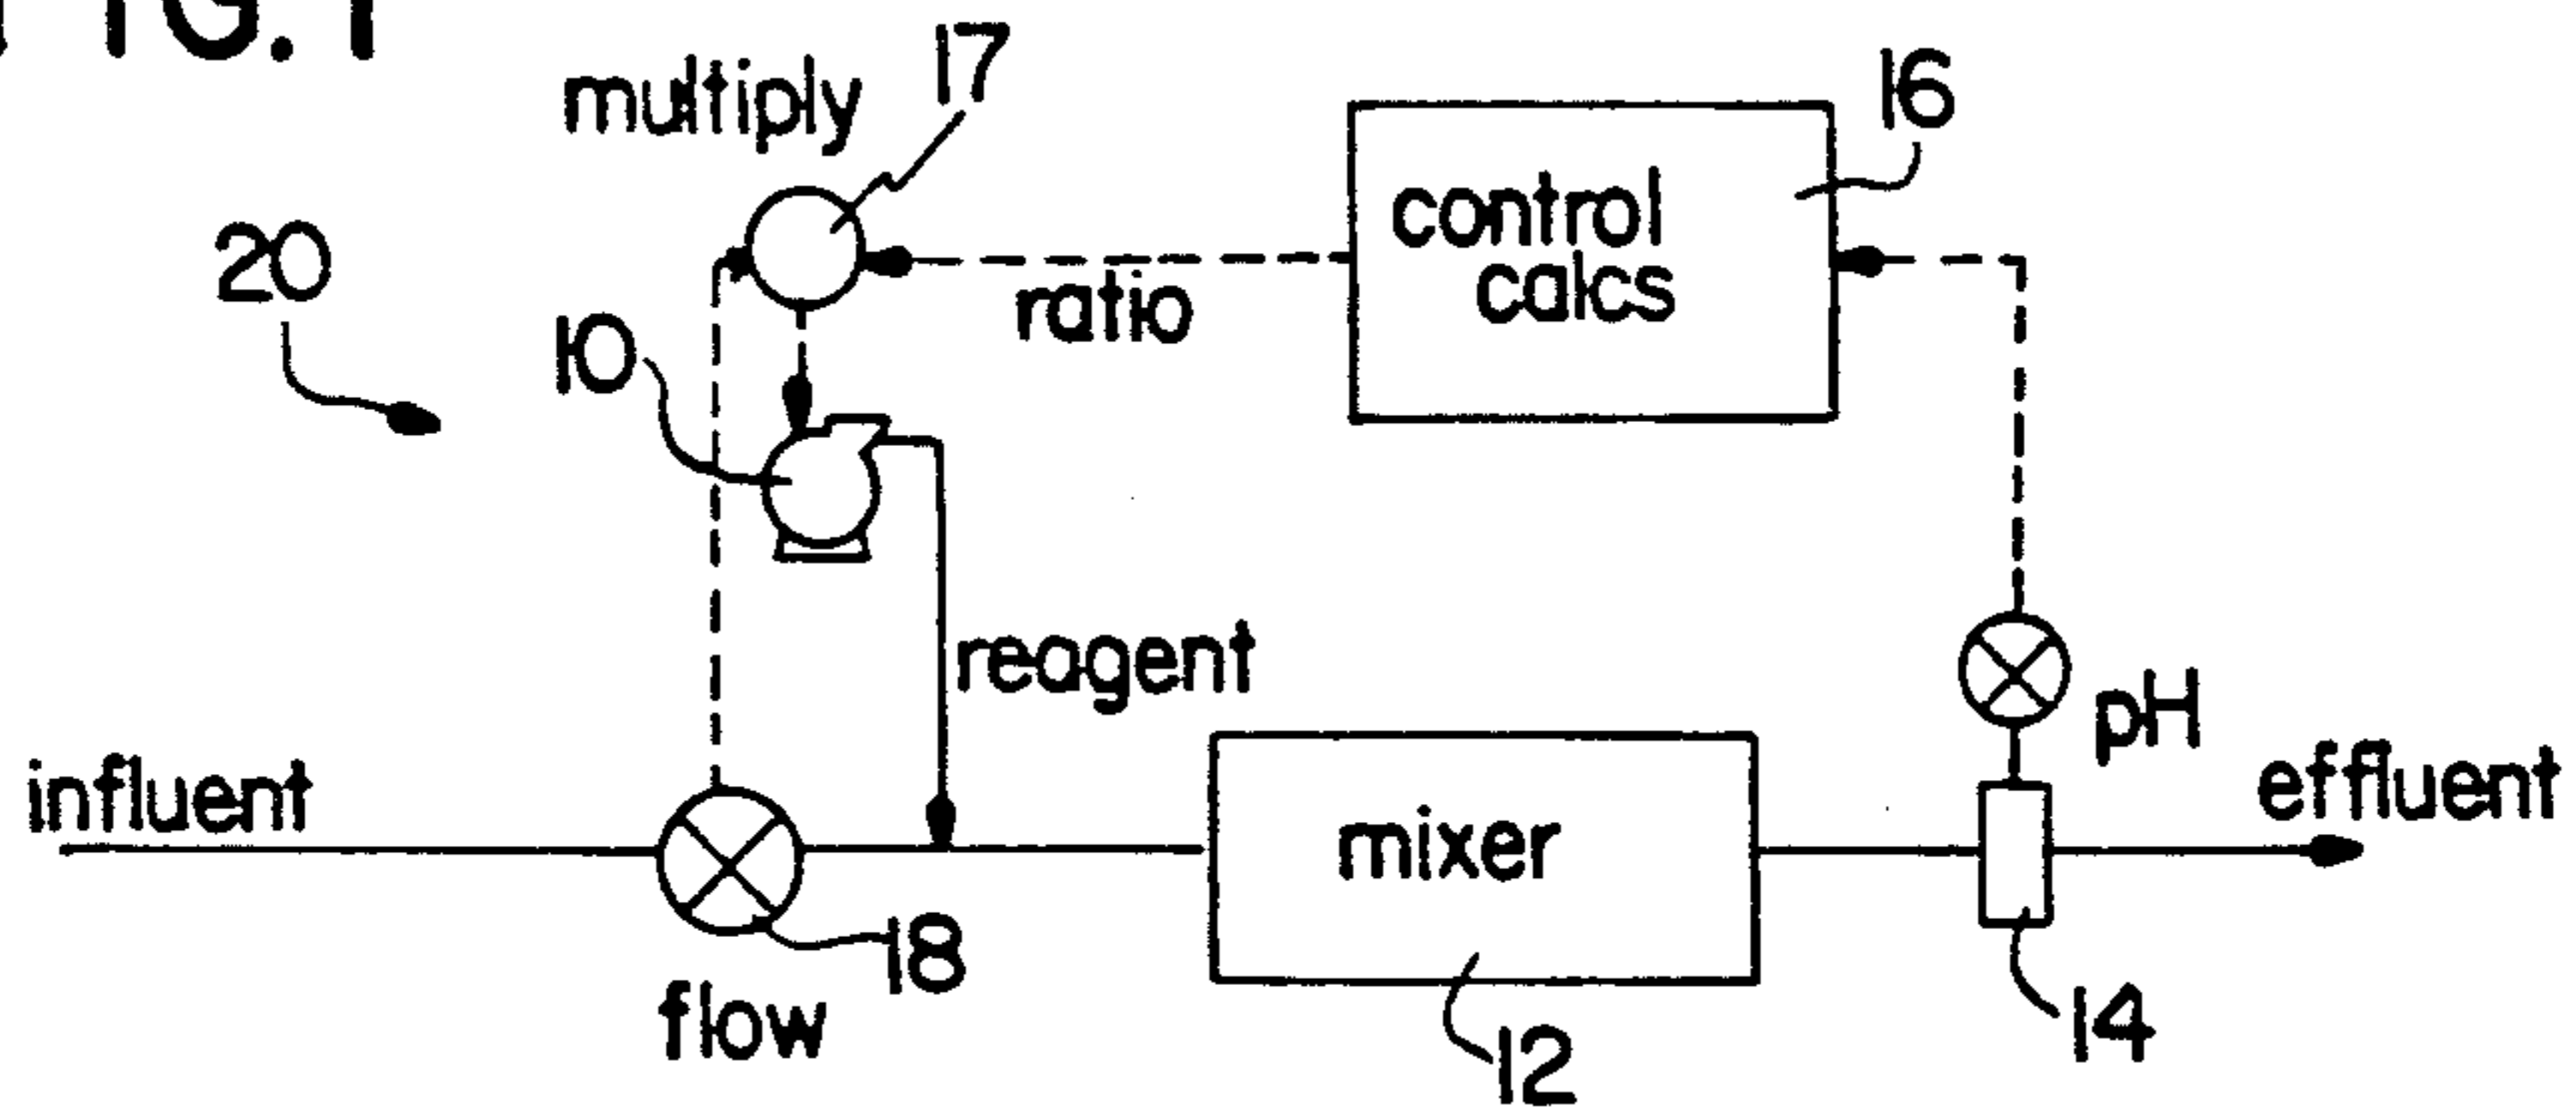 FIG. 1
multiply
17
16
control
calcs
20
ratio
10
reagent
pH
influent
effluent
mixer
18
flow
14
12